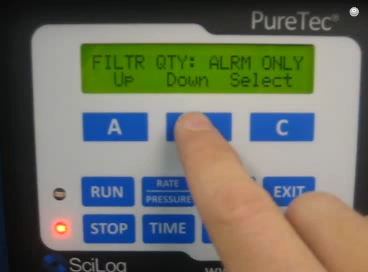 PureTec®
FILTR QTY: ALRM ONLY
Up Down Select
A C
RUN RATE PRESSURE EXIT
STOP TIME
SciLog